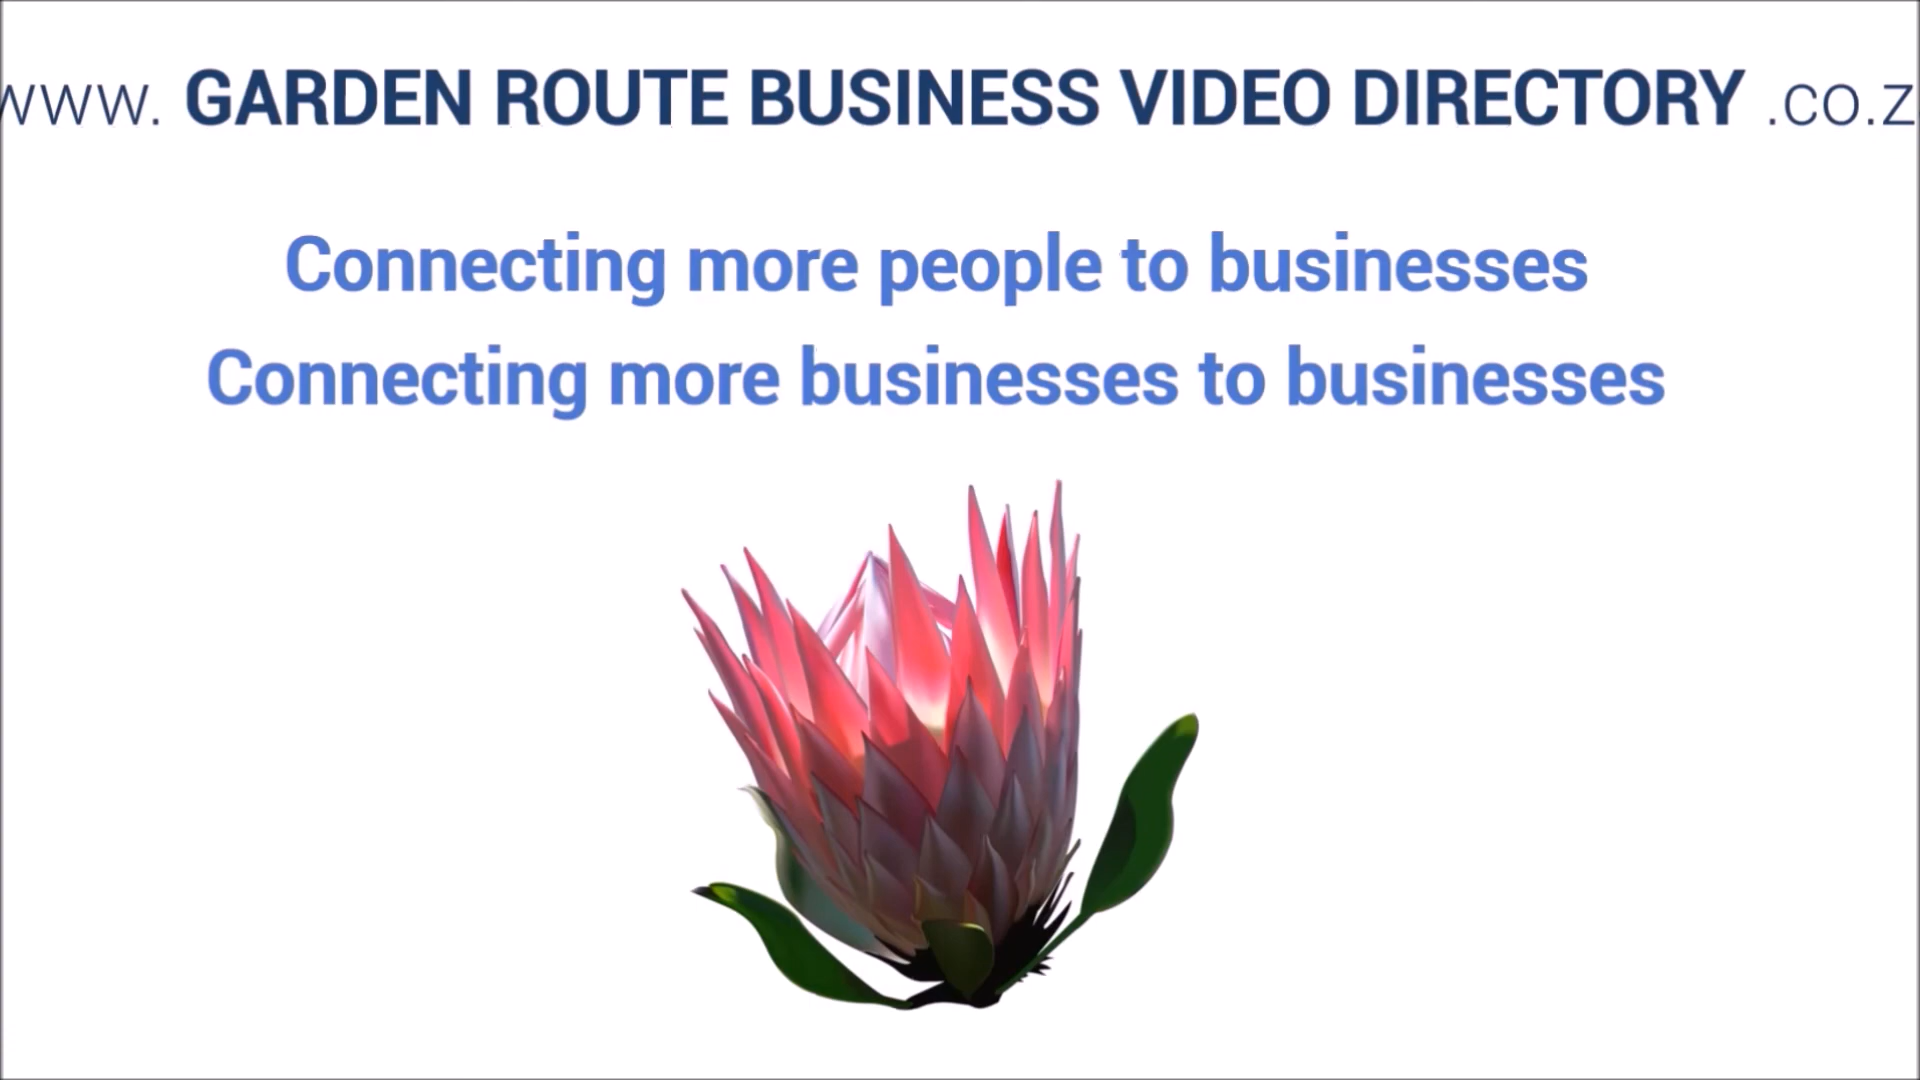 www. GARDEN ROUTE BUSINESS VIDEO DIRECTORY .co.z
Connecting more people to businesses
Connecting more businesses to businesses